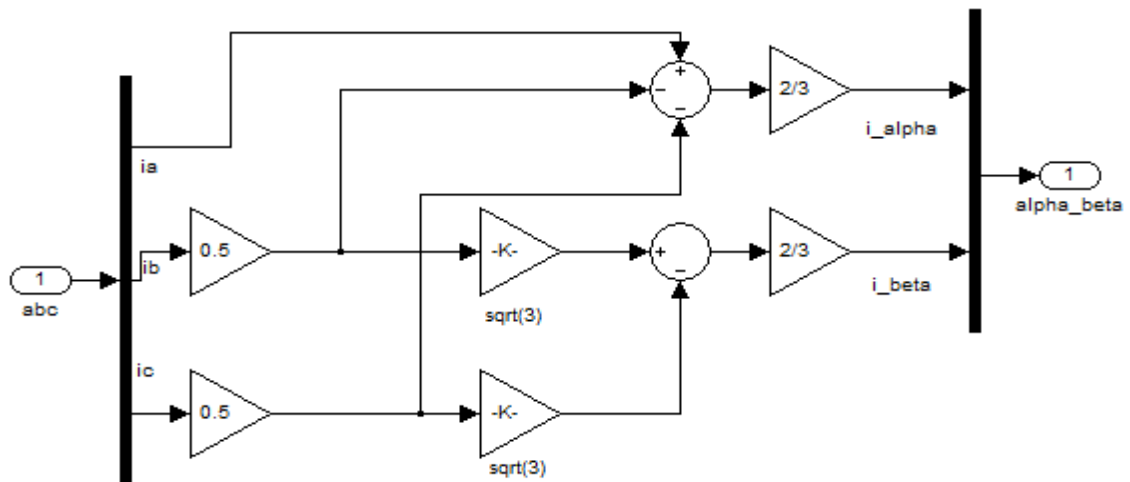 +
-
-
2/3
i_alpha
1
alpha_beta
ia
0.5
ib
-K-
sqrt(3)
+
-
2/3
i_beta
1
abc
ic
0.5
-K-
sqrt(3)